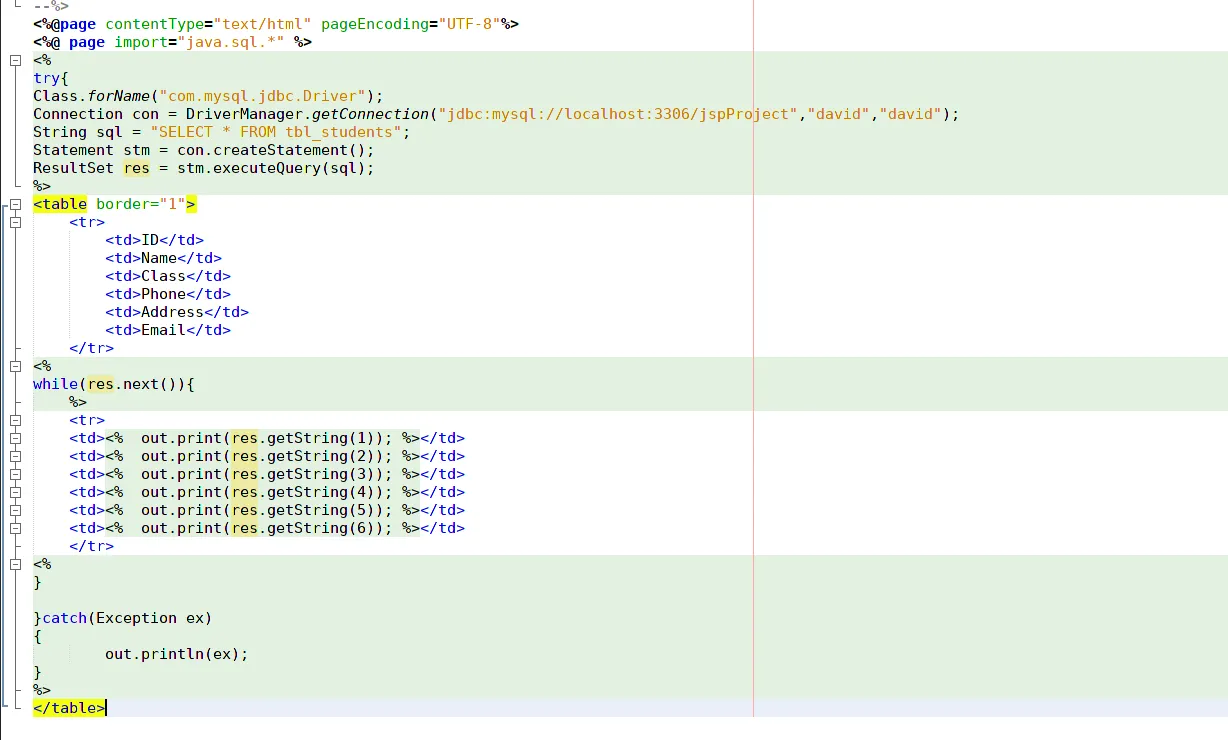 --%>
<%@page contentType="text/html" pageEncoding="UTF-8"%>
<%@ page import="java.sql.*" %>
<%
try{
Class.forName("com.mysql.jdbc.Driver");
Connection con = DriverManager.getConnection("jdbc:mysql://localhost:3306/jspProject","david","david");
String sql = "SELECT * FROM tbl_students";
Statement stm = con.createStatement();
ResultSet res = stm.executeQuery(sql);
%>
<table border="1">
    <tr>
        <td>ID</td>
        <td>Name</td>
        <td>Class</td>
        <td>Phone</td>
        <td>Address</td>
        <td>Email</td>
    </tr>
<%
while(res.next()){
    %>
    <tr>
    <td><%  out.print(res.getString(1)); %></td>
    <td><%  out.print(res.getString(2)); %></td>
    <td><%  out.print(res.getString(3)); %></td>
    <td><%  out.print(res.getString(4)); %></td>
    <td><%  out.print(res.getString(5)); %></td>
    <td><%  out.print(res.getString(6)); %></td>
    </tr>
<%
}

}catch(Exception ex)
{
        out.println(ex);
}
%>
</table>